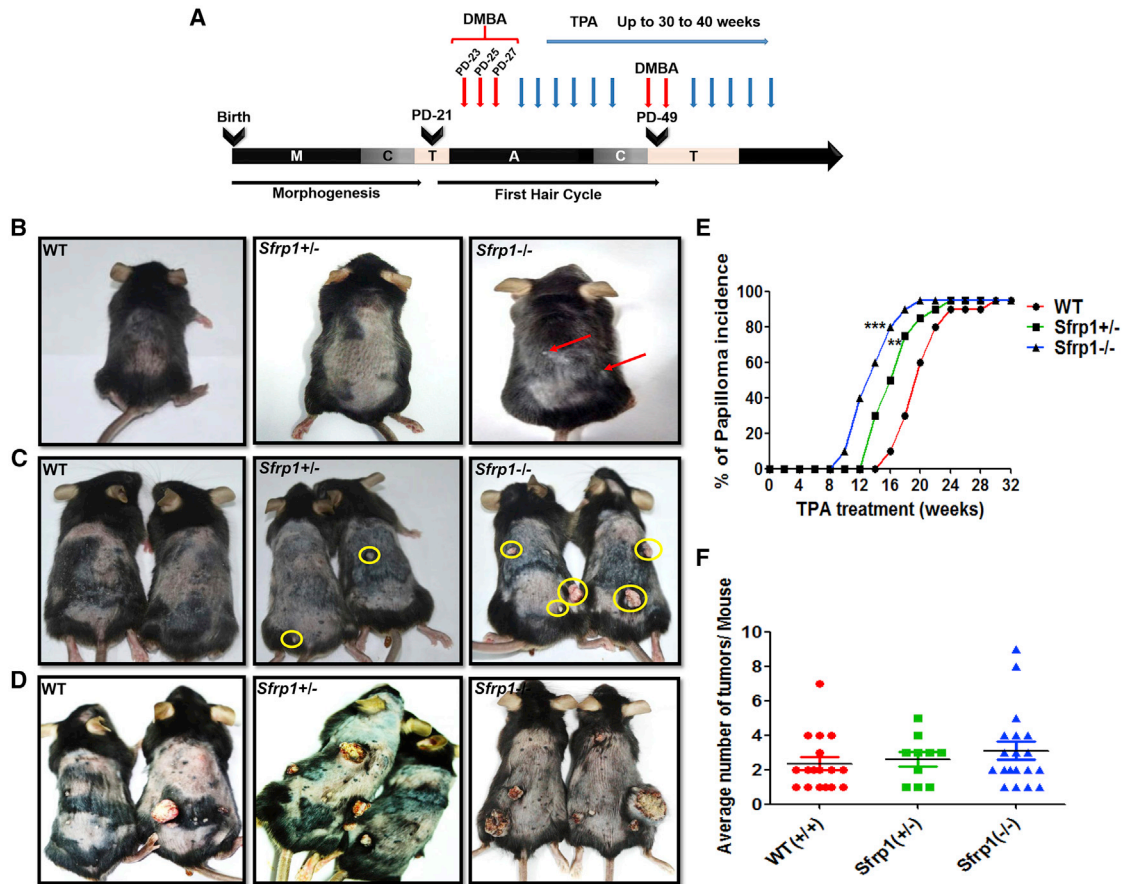 A
DMBA
TPA Up to 30 to 40 weeks
PD-23 PD-25 PD-27
DMBA
Birth
PD-21
PD-49
M C T A C T
Morphogenesis
First Hair Cycle
B
WT
Sfrp1+/-
Sfrp1-/-
C
WT
Sfrp1+/-
Sfrp1-/-
D
WT
Sfrp1+/-
Sfrp1-/-
E
% of Papilloma incidence
100
80
60
40
20
0
***
**
WT
Sfrp1+/-
Sfrp1-/-
0 4 8 12 16 20 24 28 32
TPA treatment (weeks)
F
Average number of tumors/ Mouse
10
8
6
4
2
0
WT(+/+)
Sfrp1(+/-)
Sfrp1(-/-)